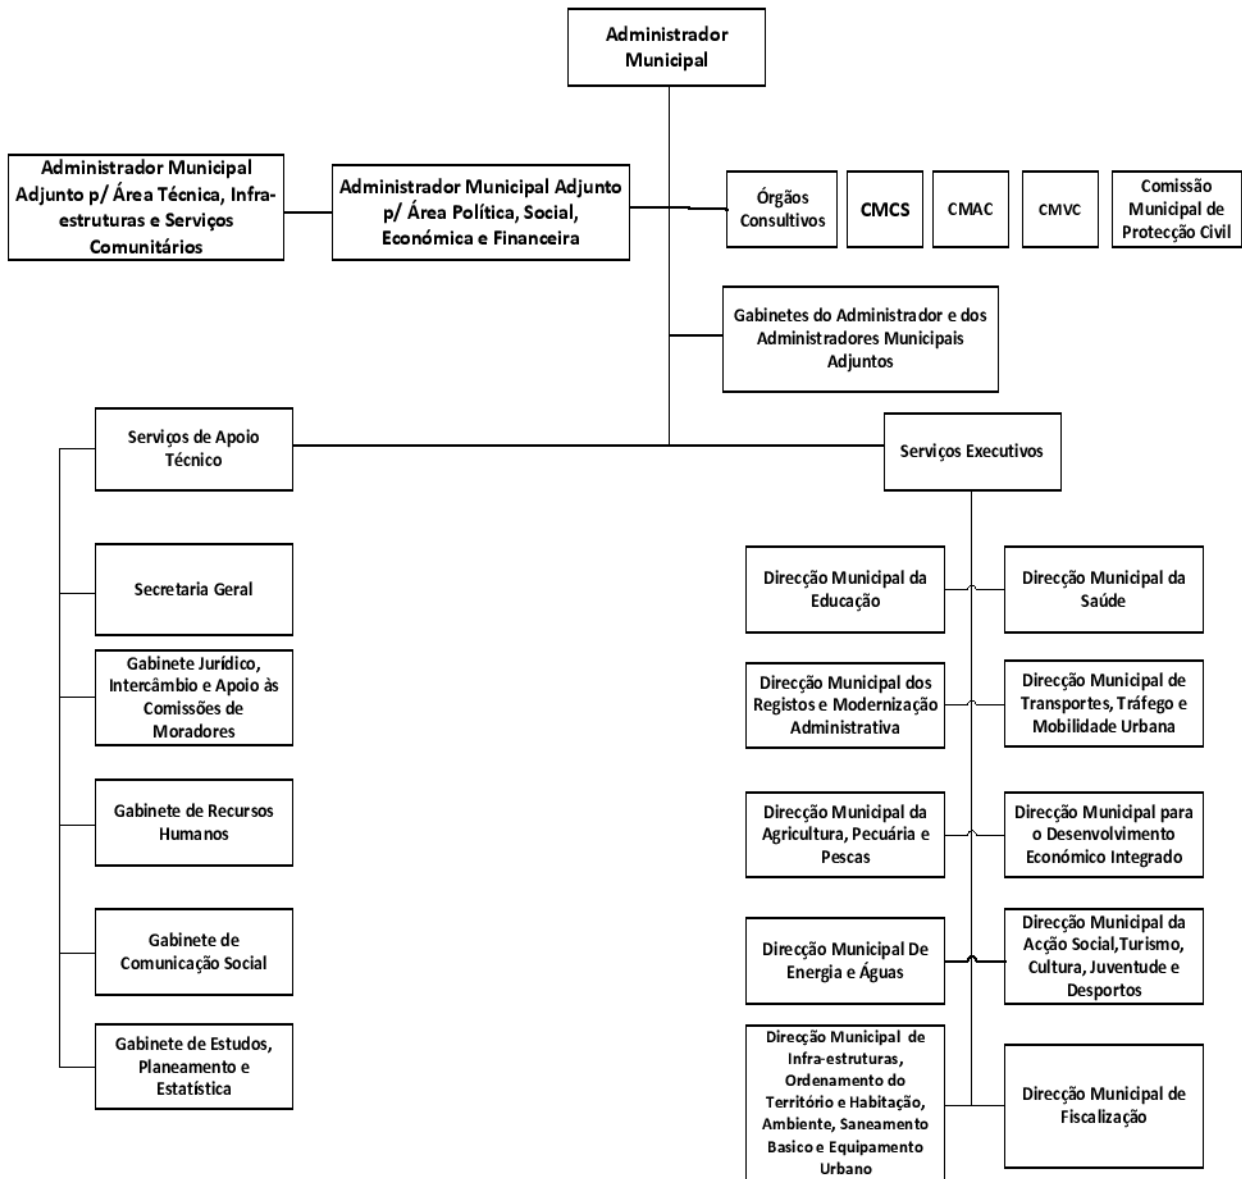 Administrador
Municipal
Administrador Municipal
Adjunto p/ Área Técnica, Infra-
estruturas e Serviços
Comunitários
Administrador Municipal Adjunto
p/ Área Política, Social,
Económica e Financeira
Órgãos
Consultivos
CMCS
CMAC
CMVC
Comissão
Municipal de
Protecção Civil
Gabinetes do Administrador e dos
Administradores Municipais
Adjuntos
Serviços de Apoio
Técnico
Serviços Executivos
Secretaria Geral
Gabinete Jurídico,
Intercâmbio e Apoio às
Comissões de
Moradores
Gabinete de Recursos
Humanos
Gabinete de
Comunicação Social
Gabinete de Estudos,
Planeamento e
Estatística
Direcção Municipal da
Educação
Direcção Municipal da
Saúde
Direcção Municipal dos
Registos e Modernização
Administrativa
Direcção Municipal de
Transportes, Tráfego e
Mobilidade Urbana
Direcção Municipal da
Agricultura, Pecuária e
Pescas
Direcção Municipal para
o Desenvolvimento
Económico Integrado
Direcção Municipal De
Energia e Águas
Direcção Municipal da
Acção Social,Turismo,
Cultura, Juventude e
Desportos
Direcção Municipal de
Infra-estruturas,
Ordenamento do
Território e Habitação,
Ambiente, Saneamento
Basico e Equipamento
Urbano
Direcção Municipal de
Fiscalização